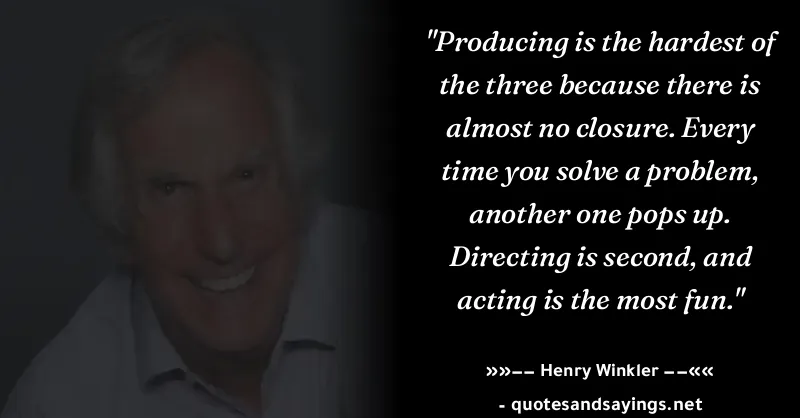 "Producing is the hardest of
the three because there is
almost no closure. Every
time you solve a problem,
another one pops up.
Directing is second, and
acting is the most fun."
»»–– Henry Winkler ––««
- quotesandsayings.net